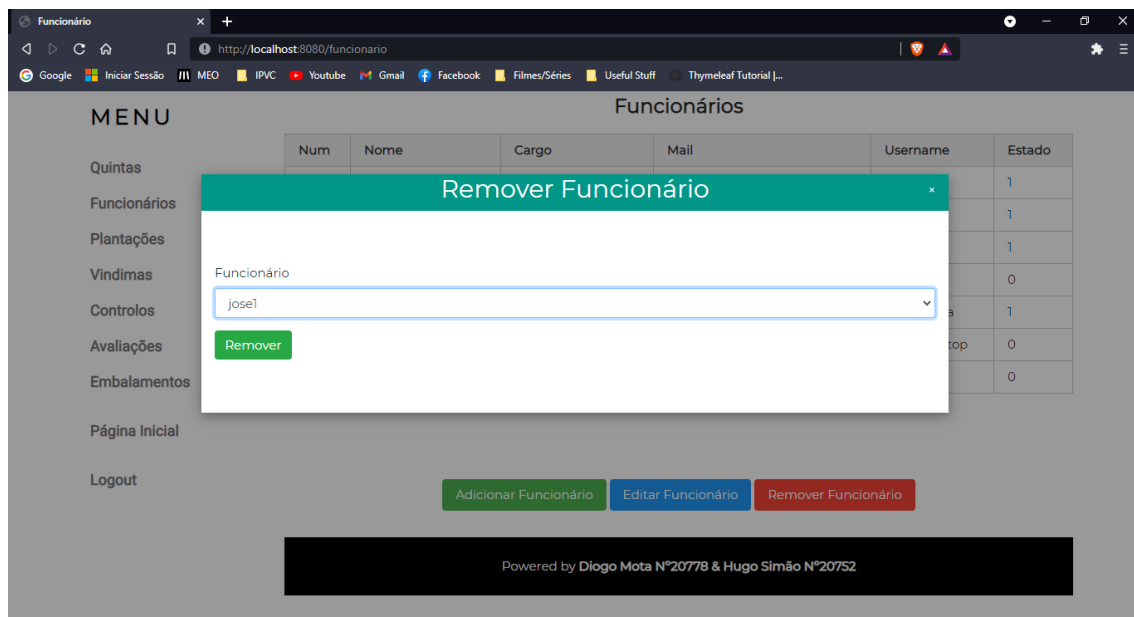 Funcionário
http://localhost:8080/funcionario
Google Iniciar Sessão MEO IPVC Youtube Gmail Facebook Filmes/Séries Useful Stuff Thymeleaf Tutorial |...
MENU
Quintas
Funcionários
Plantações
Vindimas
Controlos
Avaliações
Embalamentos
Página Inicial
Logout
Funcionários
Num Nome Cargo Mail Username Estado
1
1
1
0
a 1
top 0
0
Remover Funcionário ×
Funcionário
jose1
Remover
Adicionar Funcionário Editar Funcionário Remover Funcionário
Powered by Diogo Mota Nº20778 & Hugo Simão Nº20752